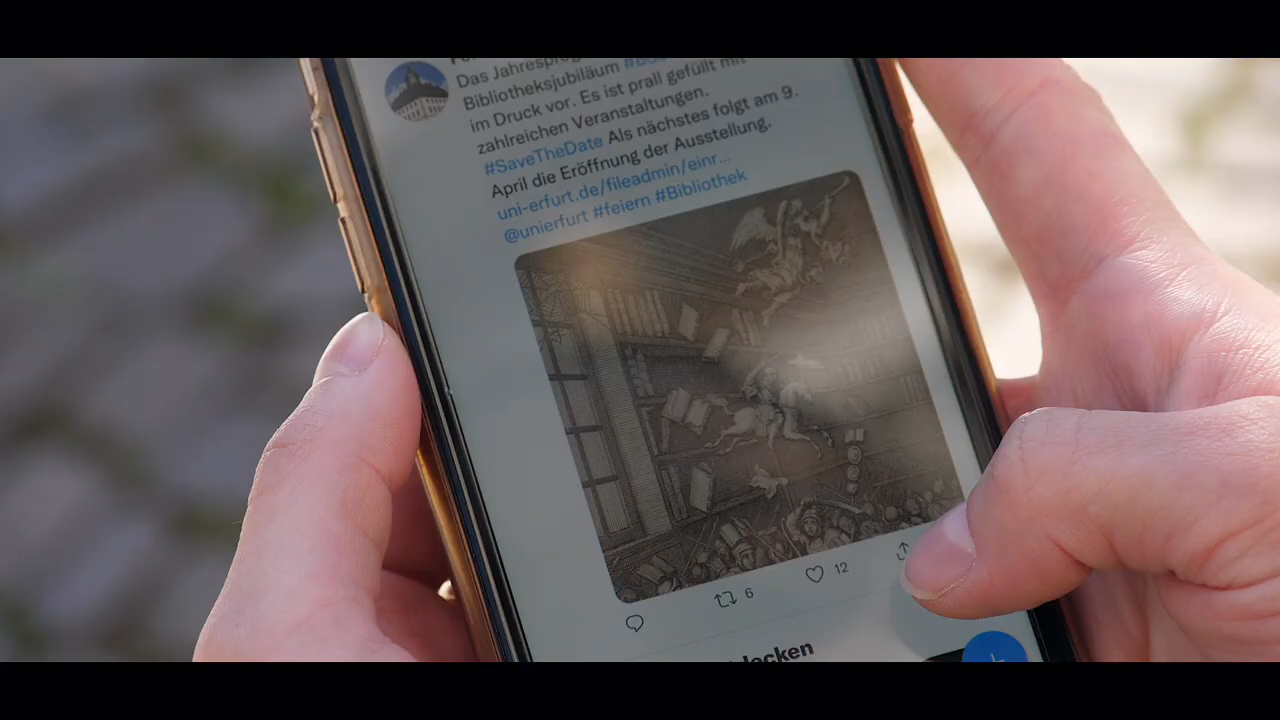 Das
Bibliotheksjubiläum
im Druck vor. Es ist prall gefüllt mit
zahlreichen Veranstaltungen.
#SaveTheDate Als nächstes folgt am 9.
April die Eröffnung der Ausstellung.
uni-erfurt.de/fileadmin/einr...
@unierfurt #feiern #Bibliothek
6
12